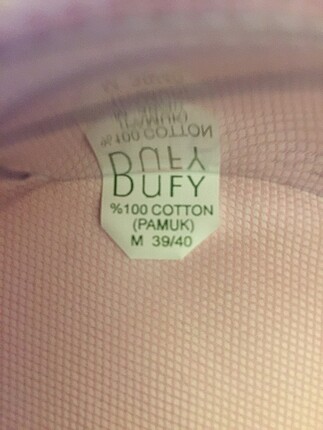 DUFY
%100 COTTON
(PAMUK)
M 39/40